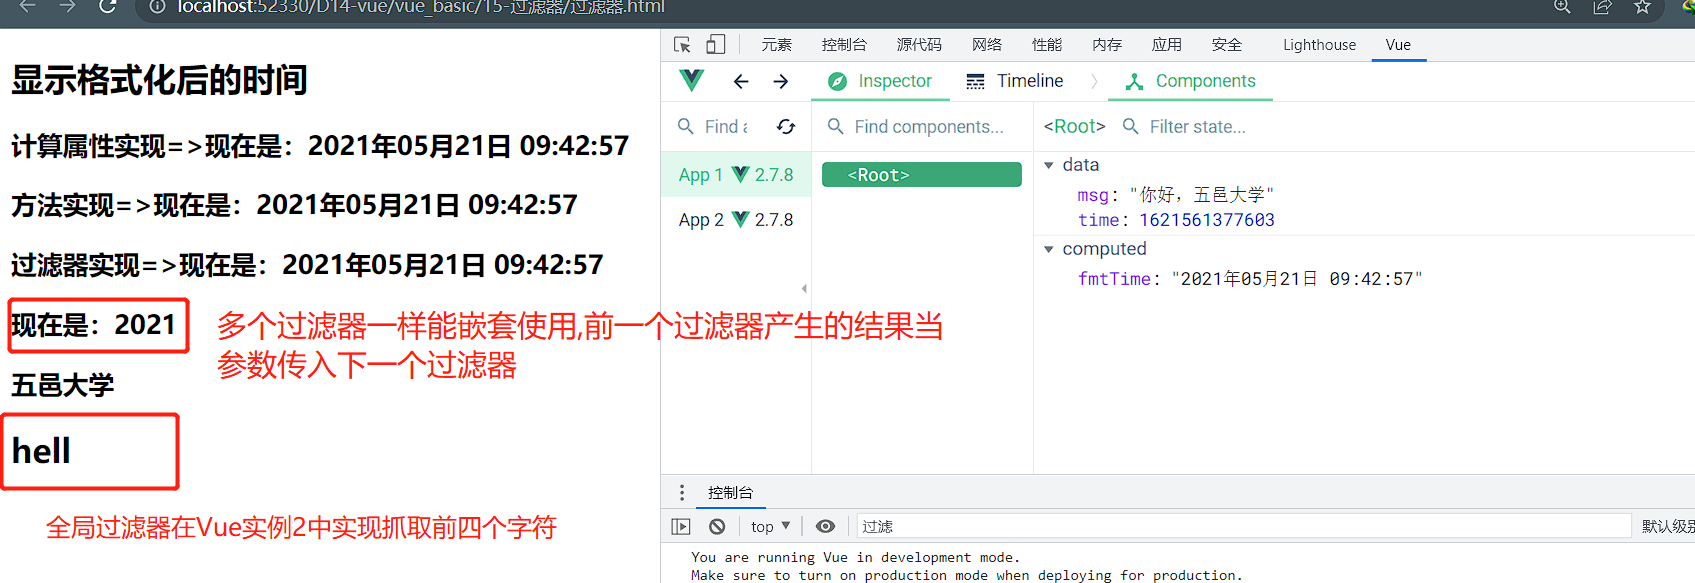 localhost:52330/D14-vue/vue_basic/15-过滤器/过滤器.html
显示格式化后的时间
计算属性实现=>现在是：2021年05月21日 09:42:57
方法实现=>现在是：2021年05月21日 09:42:57
过滤器实现=>现在是：2021年05月21日 09:42:57
现在是：2021
多个过滤器一样能嵌套使用,前一个过滤器产生的结果当
参数传入下一个过滤器
五邑大学
hell
全局过滤器在Vue实例2中实现抓取前四个字符
元素 控制台 源代码 网络 性能 内存 应用 安全 Lighthouse Vue
Inspector Timeline Components
Find Find components... <Root> Filter state...
App 1 2.7.8
App 2 2.7.8
<Root>
data
msg: "你好，五邑大学"
time: 1621561377603
computed
fmtTime: "2021年05月21日 09:42:57"
控制台
top 过滤 默认级别
You are running Vue in development mode.
Make sure to turn on production mode when deploying for production.